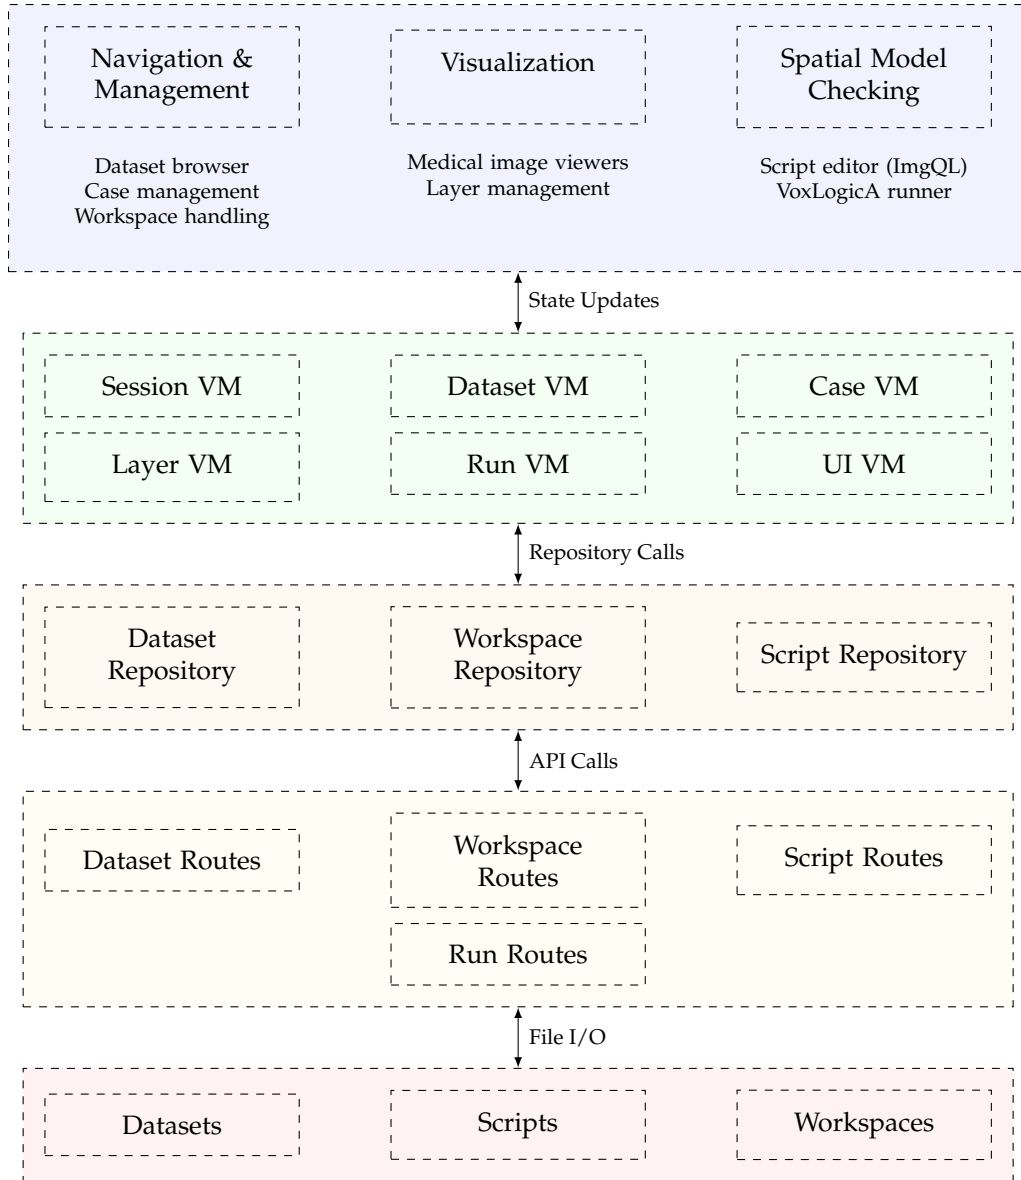 Navigation &
Management
Visualization
Spatial Model
Checking
Dataset browser
Case management
Workspace handling
Medical image viewers
Layer management
Script editor (ImgQL)
VoxLogicA runner
State Updates
Session VM
Dataset VM
Case VM
Layer VM
Run VM
UI VM
Repository Calls
Dataset
Repository
Workspace
Repository
Script Repository
API Calls
Dataset Routes
Workspace
Routes
Script Routes
Run Routes
File I/O
Datasets
Scripts
Workspaces